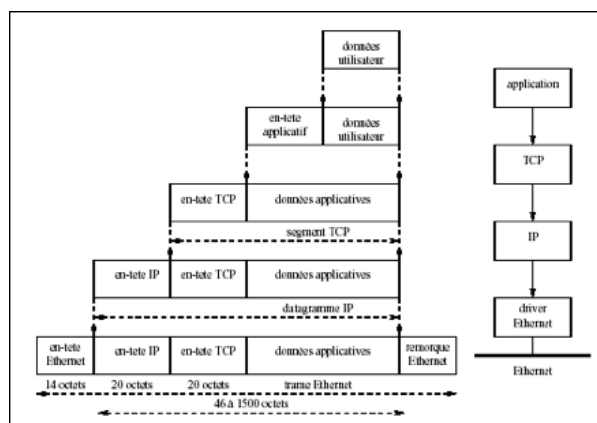 données
utilisateur
en-tete
applicatif
données
utilisateur
en-tete TCP
données applicatives
segment TCP
en-tete IP
en-tete TCP
données applicatives
datagramme IP
en-tete
Ethernet
en-tete IP
en-tete TCP
données applicatives
remorque
Ethernet
14 octets
20 octets
20 octets
trame Ethernet
46 à 1500 octets
application
TCP
IP
driver
Ethernet
Ethernet